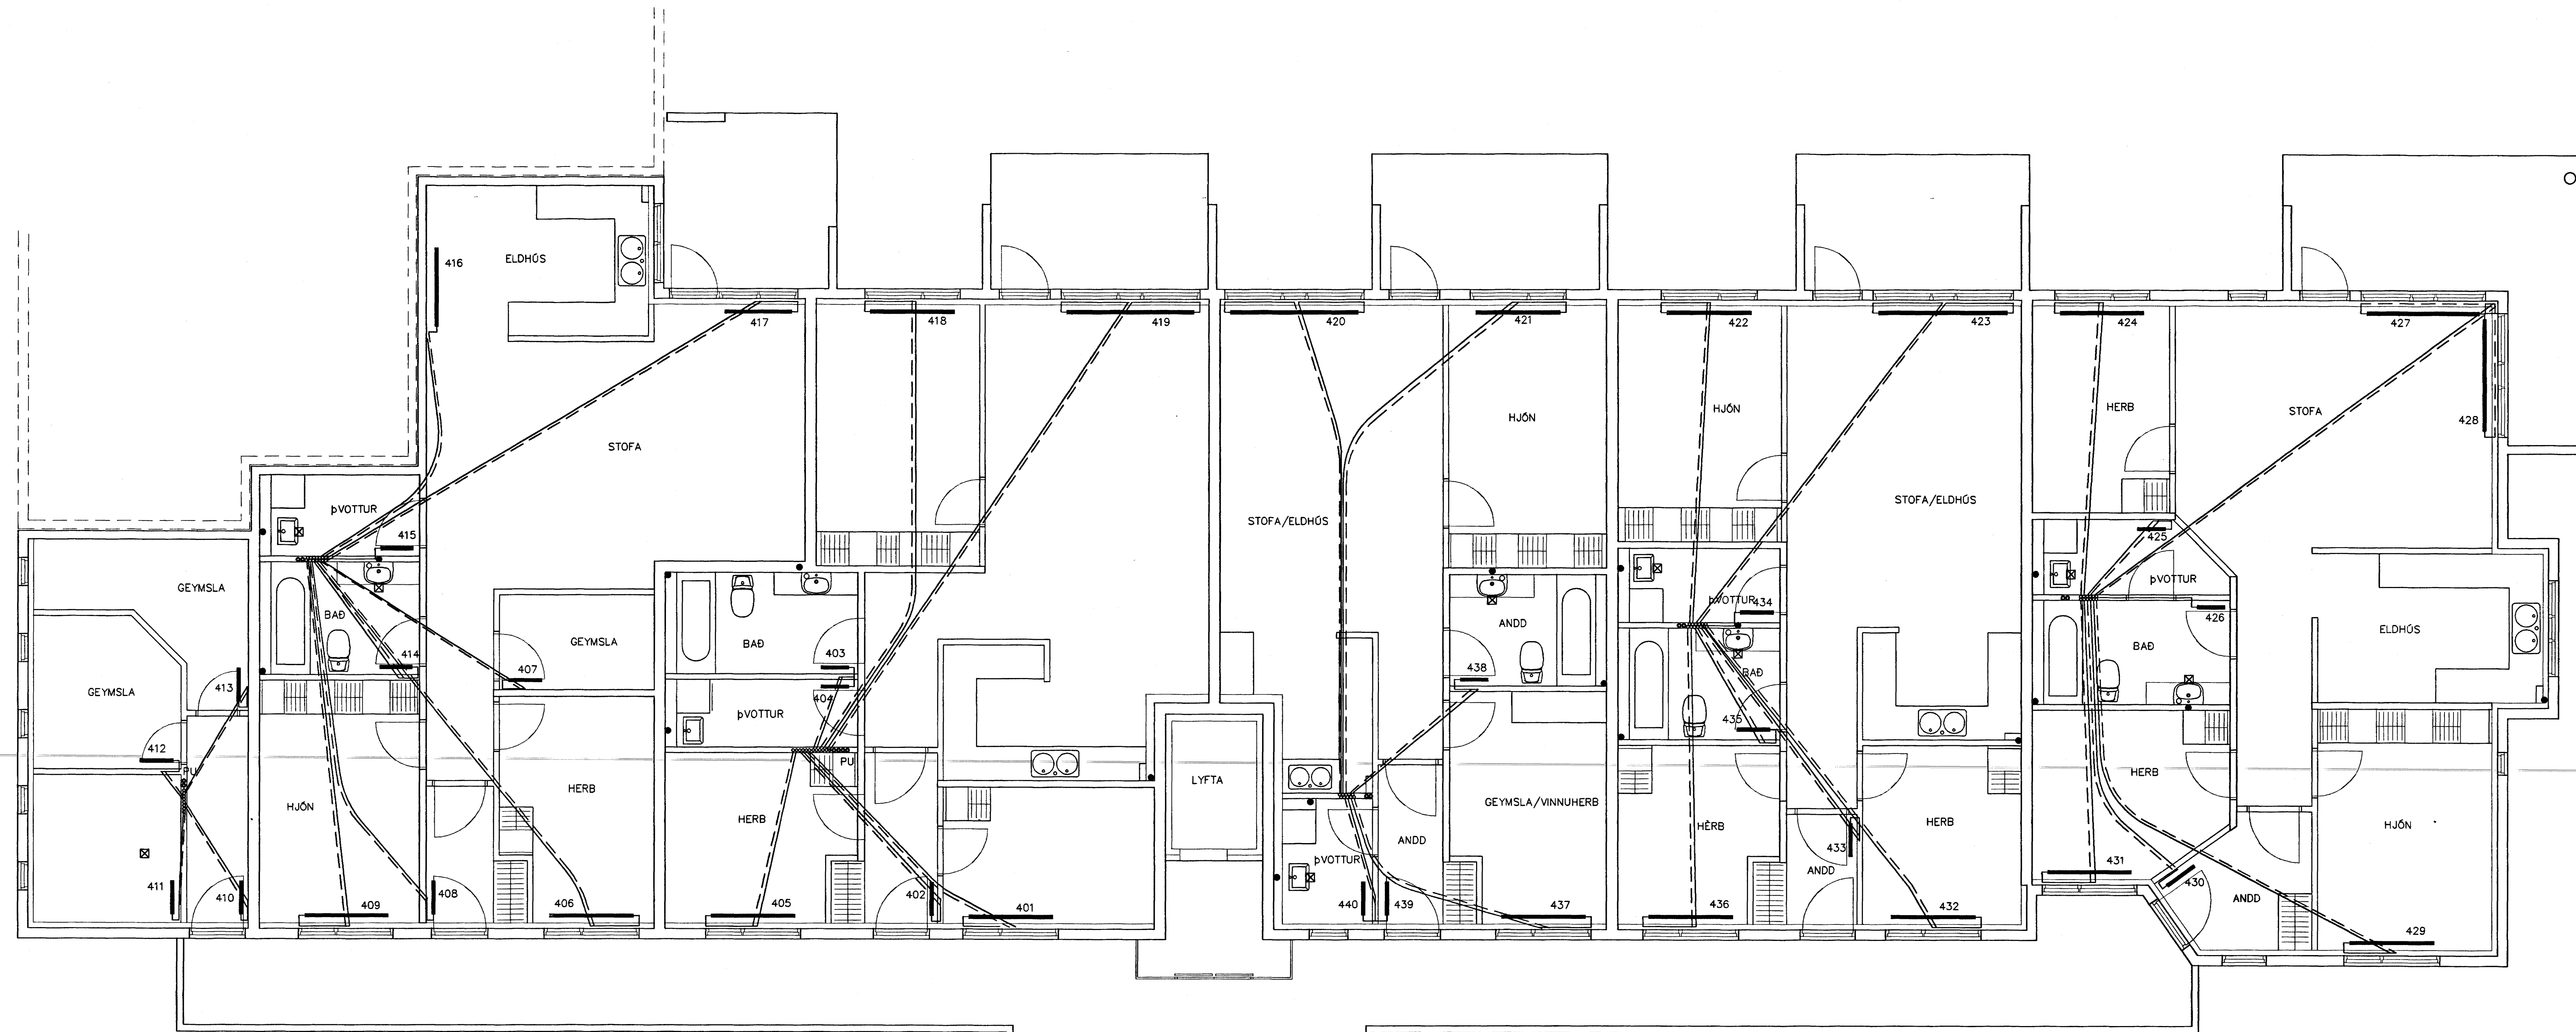 416
ELDHÚS
417
418
419
420
421
422
423
424
427
428
STOFA
HJÓN
HJÓN
HERB
STOFA
ÞVOTTUR
415
STOFA/ELDHÚS
STOFA/ELDHÚS
425
GEYMSLA
BAÐ
GEYMSLA
BAÐ
ANDD
ÞVOTTUR
434
ÞVOTTUR
426
ELDHÚS
414
407
403
438
BAÐ
BAÐ
413
GEYMSLA
404
ÞVOTTUR
435
412
PU
PU
LYFTA
HERB
HJÓN
HERB
HERB
GEYMSLA/VINNUHERB
HERB
HERB
HJÓN
ANDD
433
ÞVOTTUR
ANDD
431
430
411
410
408
402
440
439
ANDD
409
406
405
401
437
436
432
429